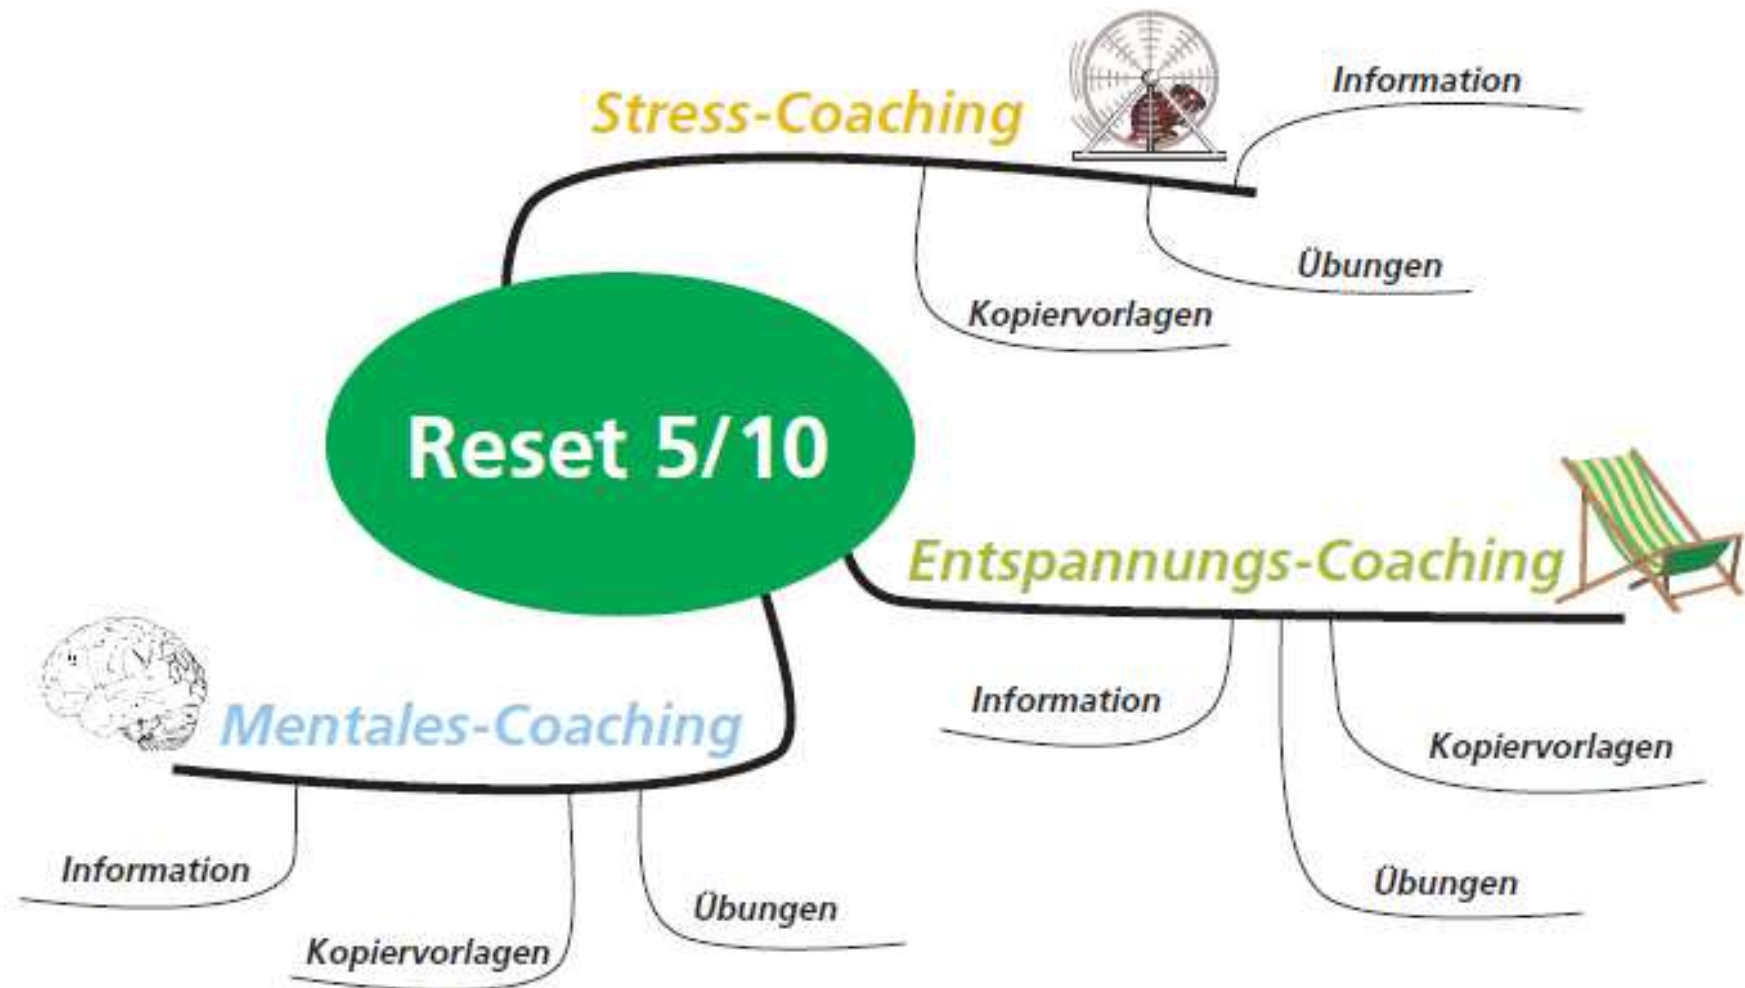 Stress-Coaching
Information
Übungen
Kopiervorlagen
Reset 5/10
Entspannungs-Coaching
Information
Kopiervorlagen
Übungen
Mentales-Coaching
Information
Kopiervorlagen
Übungen